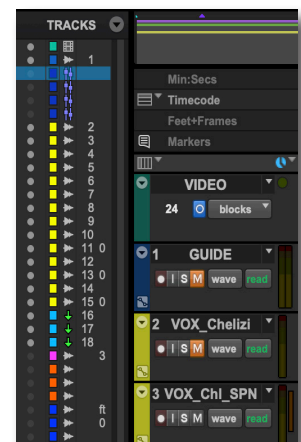 TRACKS
1
2
3
4
5
6
7
8
9
10
11 0
12
13 0
14
15 0
16
17
18
3
ft
0
Min:Secs
Timecode
Feet+Frames
Markers
VIDEO
24 O blocks
1 GUIDE
I S M wave read
2 VOX_Chelizi
I S M wave read
3 VOX_Chl_SPN
I S M wave read